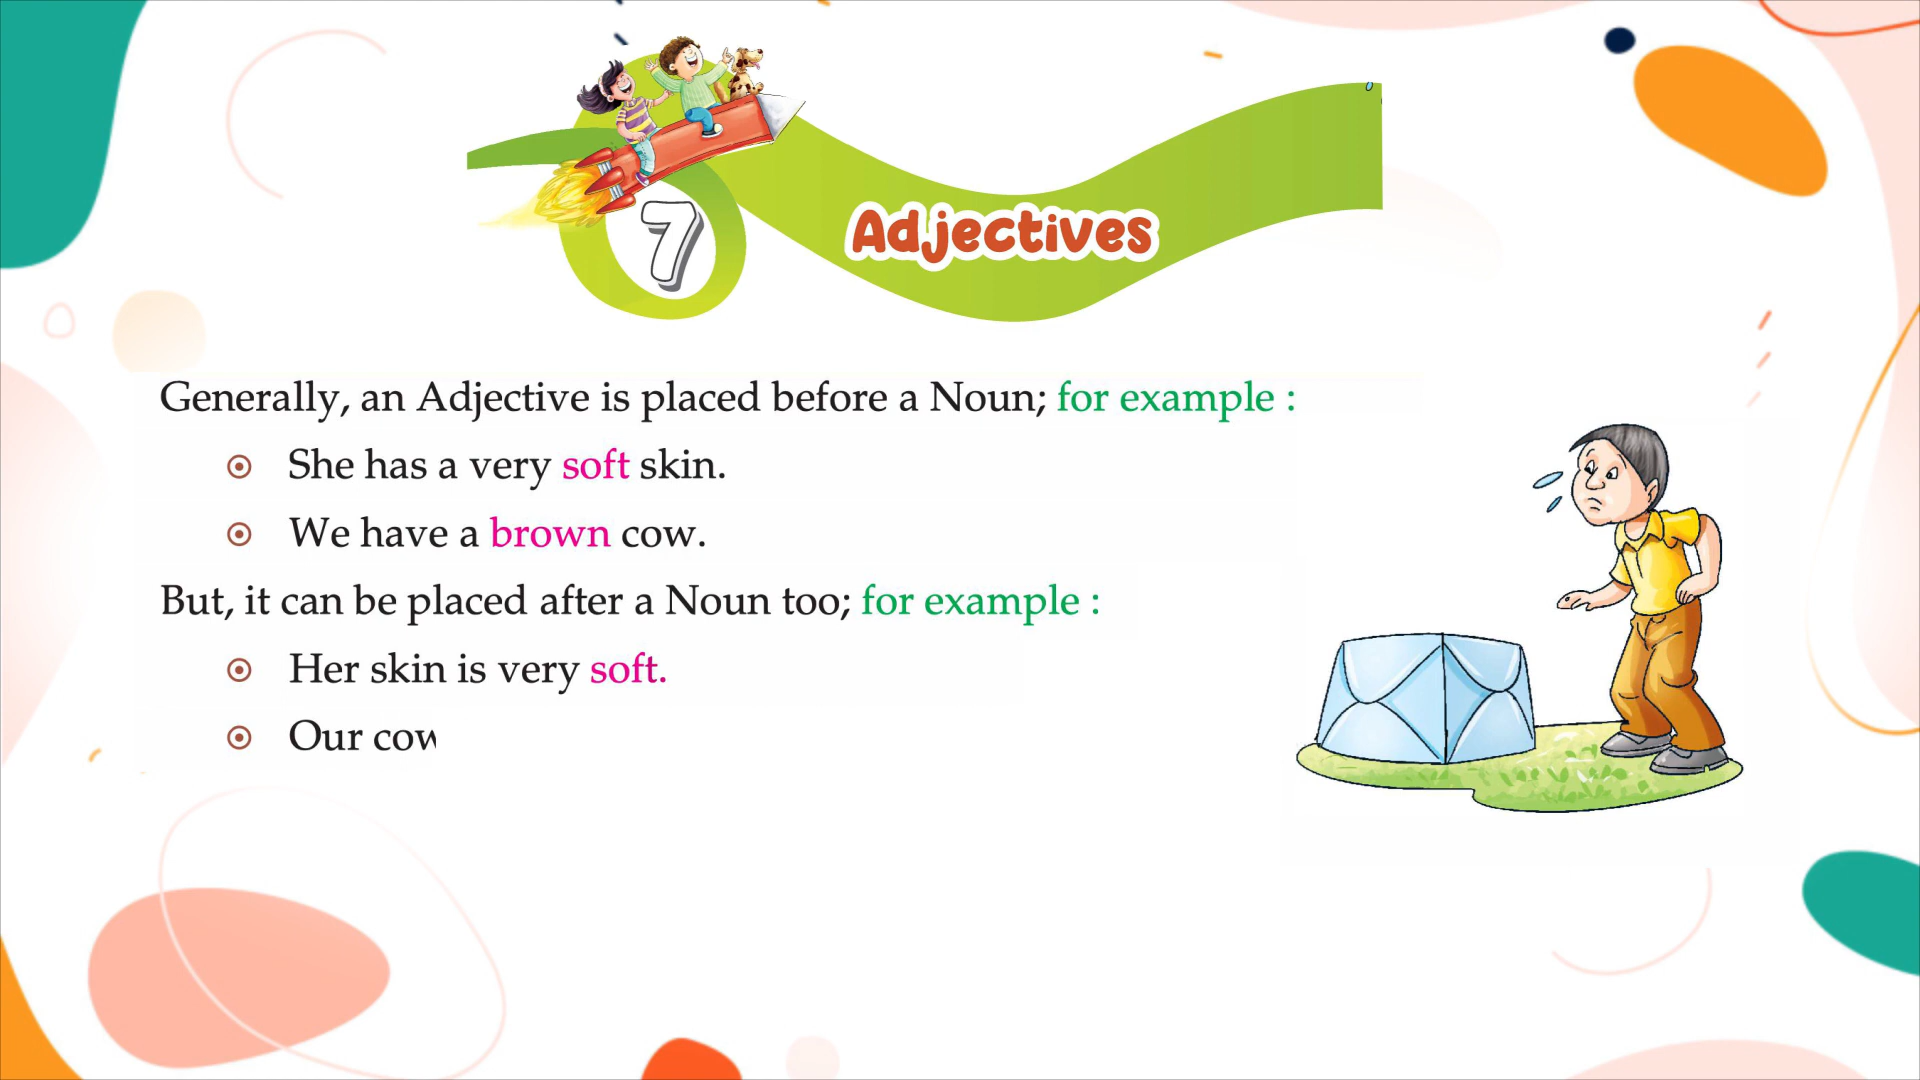 7
Adjectives
Generally, an Adjective is placed before a Noun; for example :
She has a very soft skin.
We have a brown cow.
But, it can be placed after a Noun too; for example :
Her skin is very soft.
Our cow